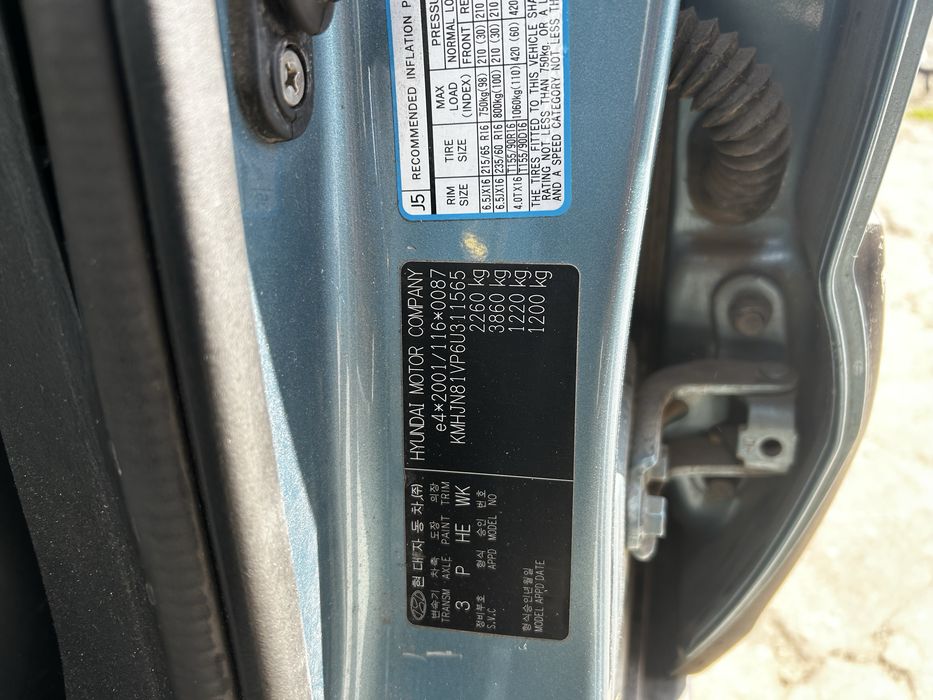 현대자동차(주)
변속기 차축 도장 의장
TRANSM AXLE PAINT TRIM
3 P HE WK
정비부호 형식 승인 번호
S.V.C APPD MODEL NO
형식승인년월일
MODEL APPD DATE
HYUNDAI MOTOR COMPANY
e4*2001/116*0087
KMHJN81VP6U311565
2260 kg
3860 kg
1220 kg
1200 kg
J5 RECOMMENDED INFLATION
RIM SIZE TIRE SIZE MAX LOAD (INDEX) NORMAL FRONT
6.5JX16 215/65 R16 750kg(98) 210 (30) 210
6.5JX16 235/60 R16 800kg(100) 210 (30) 210
4.0TX16 T155/90R16 T155/90D16 1060kg(110) 420 (60) 420
THE TIRES FITTED TO THIS VEHICLE
RATING NOT LESS THAN 750kg. OR A
AND A SPEED CATEGORY NOT LESS